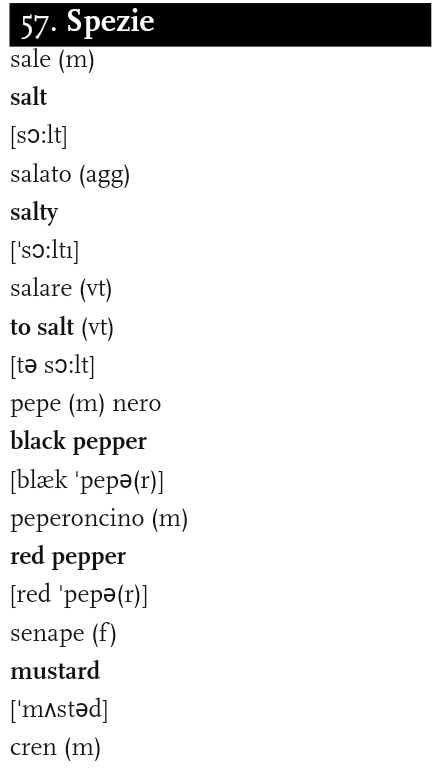 57. Spezie
sale (m)
salt
[sɔ:lt]
salato (agg)
salty
['sɔ:ltɪ]
salare (vt)
to salt (vt)
[tə sɔ:lt]
pepe (m) nero
black pepper
[blæk 'pepə(r)]
peperoncino (m)
red pepper
[red 'pepə(r)]
senape (f)
mustard
['mʌstəd]
cren (m)